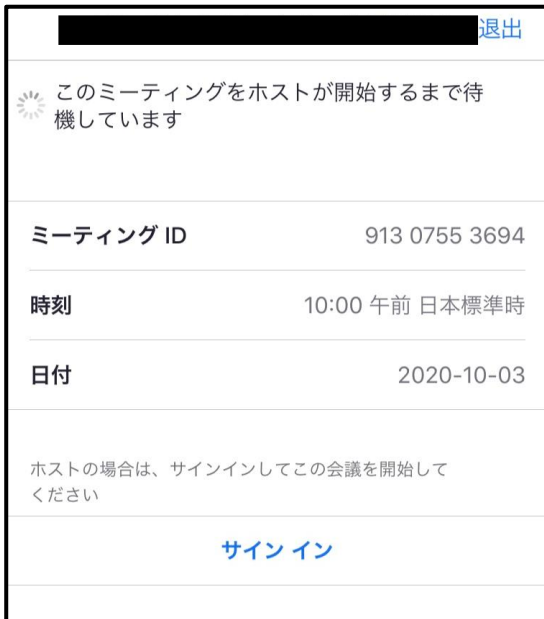 退出
このミーティングをホストが開始するまで待
機しています
ミーティング ID 913 0755 3694
時刻 10:00 午前 日本標準時
日付 2020-10-03
ホストの場合は、サインインしてこの会議を開始して
ください
サイン イン